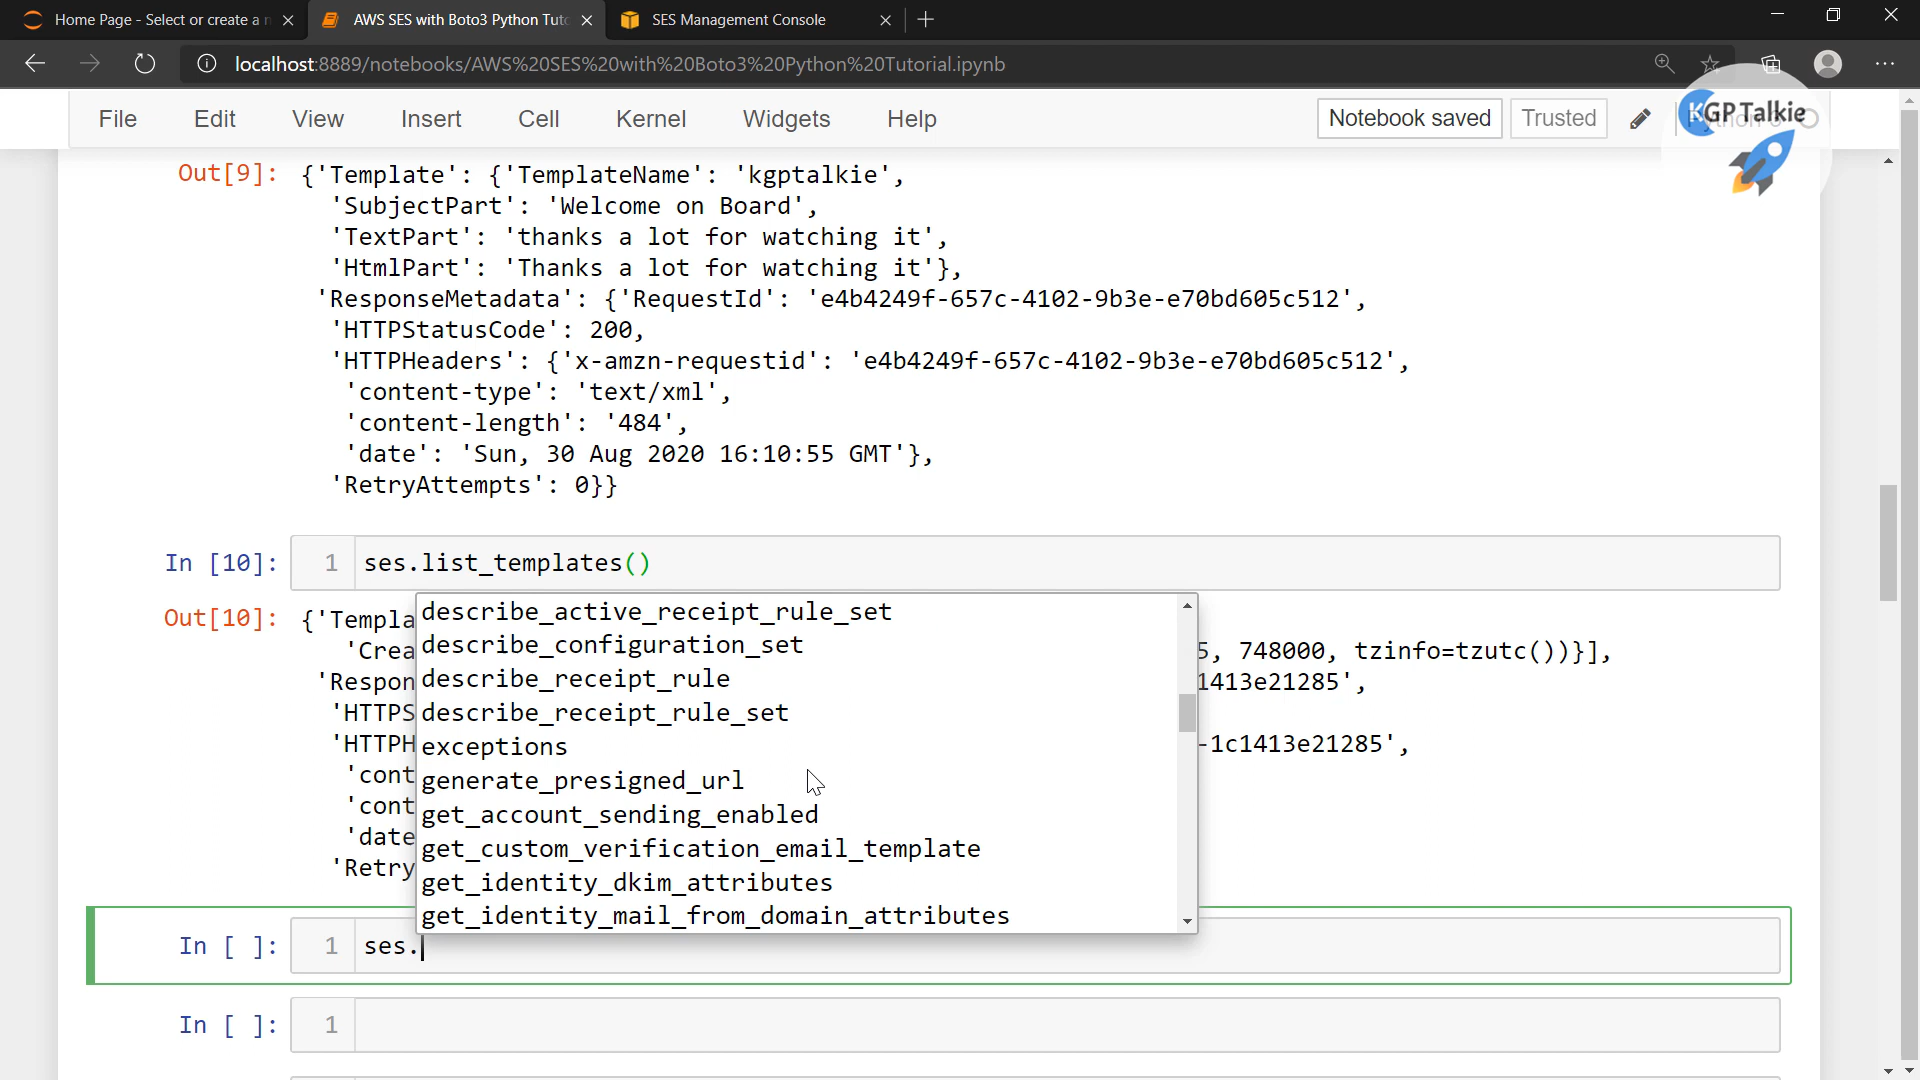 Home Page - Select or create a n
AWS SES with Boto3 Python Tuto
SES Management Console
localhost:8889/notebooks/AWS%20SES%20with%20Boto3%20Python%20Tutorial.ipynb
File Edit View Insert Cell Kernel Widgets Help Notebook saved Trusted
KGP Talkie
Out[9]: {'Template': {'TemplateName': 'kgptalkie',
'SubjectPart': 'Welcome on Board',
'TextPart': 'thanks a lot for watching it',
'HtmlPart': 'Thanks a lot for watching it'},
'ResponseMetadata': {'RequestId': 'e4b4249f-657c-4102-9b3e-e70bd605c512',
'HTTPStatusCode': 200,
'HTTPHeaders': {'x-amzn-requestid': 'e4b4249f-657c-4102-9b3e-e70bd605c512',
'content-type': 'text/xml',
'content-length': '484',
'date': 'Sun, 30 Aug 2020 16:10:55 GMT'},
'RetryAttempts': 0}}
In [10]: 1 ses.list_templates()
Out[10]: {'Templa
'Crea 5, 748000, tzinfo=tzutc())}],
'Respon 1413e21285',
'HTTPS
'HTTPH -1c1413e21285',
'cont
'cont
'date
'Retry
describe_active_receipt_rule_set
describe_configuration_set
describe_receipt_rule
describe_receipt_rule_set
exceptions
generate_presigned_url
get_account_sending_enabled
get_custom_verification_email_template
get_identity_dkim_attributes
get_identity_mail_from_domain_attributes
In [ ]: 1 ses.
In [ ]: 1